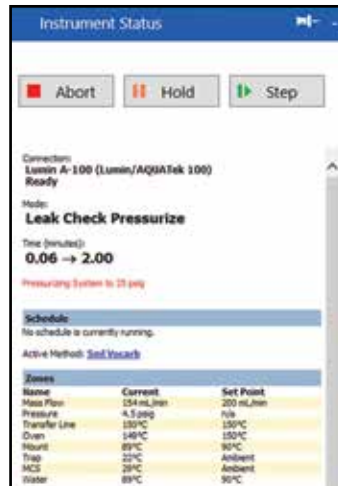 Instrument Status
Abort Hold Step
Connection:
Lumin A-100 (Lumin/AQUATek 100)
Ready
Mode:
Leak Check Pressurize
Time (minutes):
0.06 → 2.00
Pressurizing System to 15 psig
Schedule
No schedule is currently running.
Active Method: Soil Vocarb
Zones
Name Current Set Point
Mass Flow 154 mL/min 200 mL/min
Pressure 4.5 psig n/a
Transfer Line 150°C 150°C
Oven 149°C 150°C
Mount 89°C 90°C
Trap 22°C Ambient
MCS 29°C Ambient
Water 89°C 90°C